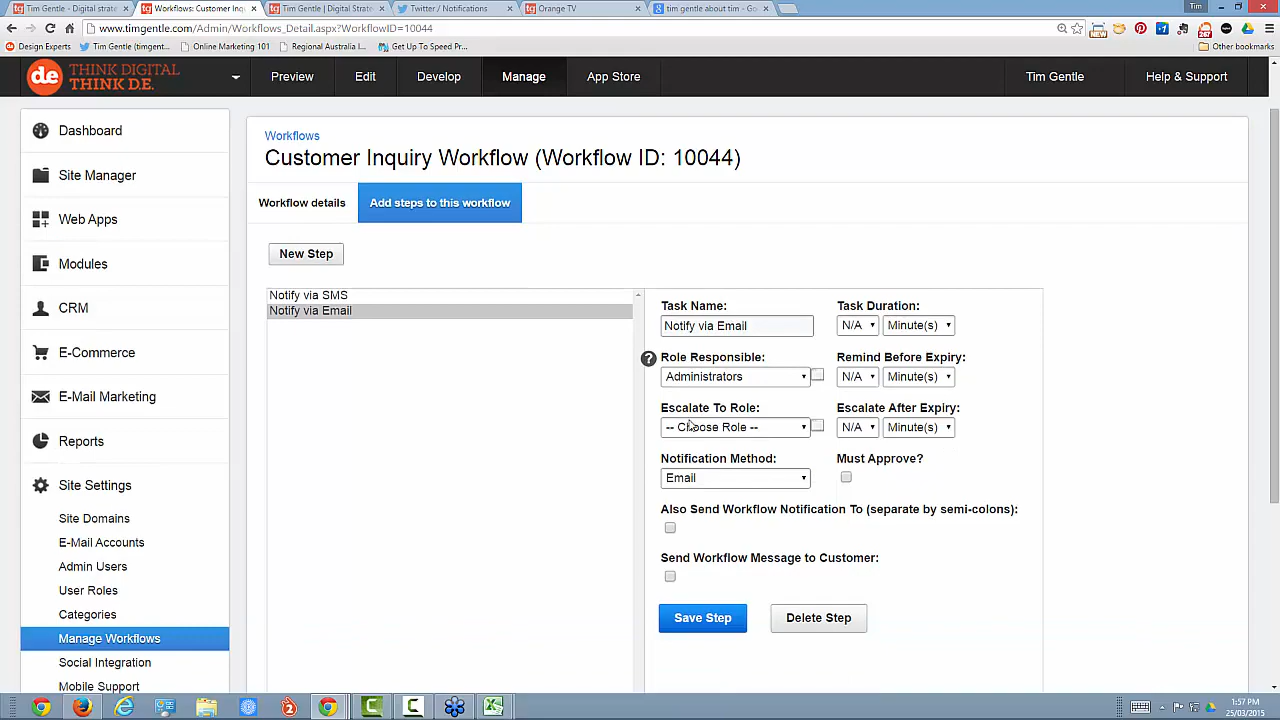 Tim Gentle - Digital strat
Workflows: Customer Inqu
Tim Gentle | Digital Strate
Twitter / Notifications
Orange TV
tim gentle about tim - Go
Tim
www.timgentle.com/Admin/Workflows_Detail.aspx?WorkflowID=10044
Design Experts
Tim Gentle (timgent...
Online Marketing 101
Regional Australia I...
Get Up To Speed Pr...
Other bookmarks
de THINK DIGITAL
THINK D.E.
Preview
Edit
Develop
Manage
App Store
Tim Gentle
Help & Support
Dashboard
Site Manager
Web Apps
Modules
CRM
E-Commerce
E-Mail Marketing
Reports
Site Settings
Site Domains
E-Mail Accounts
Admin Users
User Roles
Categories
Manage Workflows
Social Integration
Mobile Support
Workflows
Customer Inquiry Workflow (Workflow ID: 10044)
Workflow details
Add steps to this workflow
New Step
Notify via SMS
Notify via Email
Task Name:
Task Duration:
Notify via Email
N/A
Minute(s)
? Role Responsible:
Remind Before Expiry:
Administrators
N/A
Minute(s)
Escalate To Role:
Escalate After Expiry:
-- Choose Role --
N/A
Minute(s)
Notification Method:
Must Approve?
Email
Also Send Workflow Notification To (separate by semi-colons):
Send Workflow Message to Customer:
Save Step
Delete Step
1:57 PM
25/03/2015